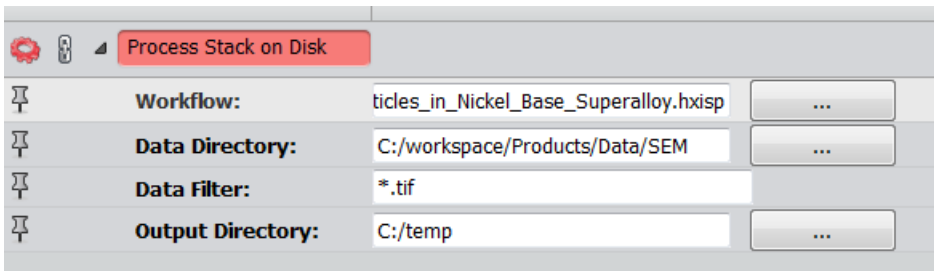 Process Stack on Disk
Workflow: ticles_in_Nickel_Base_Superalloy.hxisp ...
Data Directory: C:/workspace/Products/Data/SEM ...
Data Filter: *.tif
Output Directory: C:/temp ...